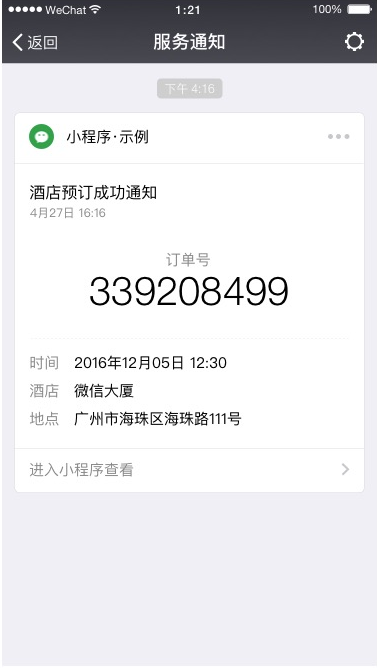 WeChat 1:21 100%
返回 服务通知
下午 4:16
小程序·示例
酒店预订成功通知
4月27日 16:16
订单号
339208499
时间 2016年12月05日 12:30
酒店 微信大厦
地点 广州市海珠区海珠路111号
进入小程序查看